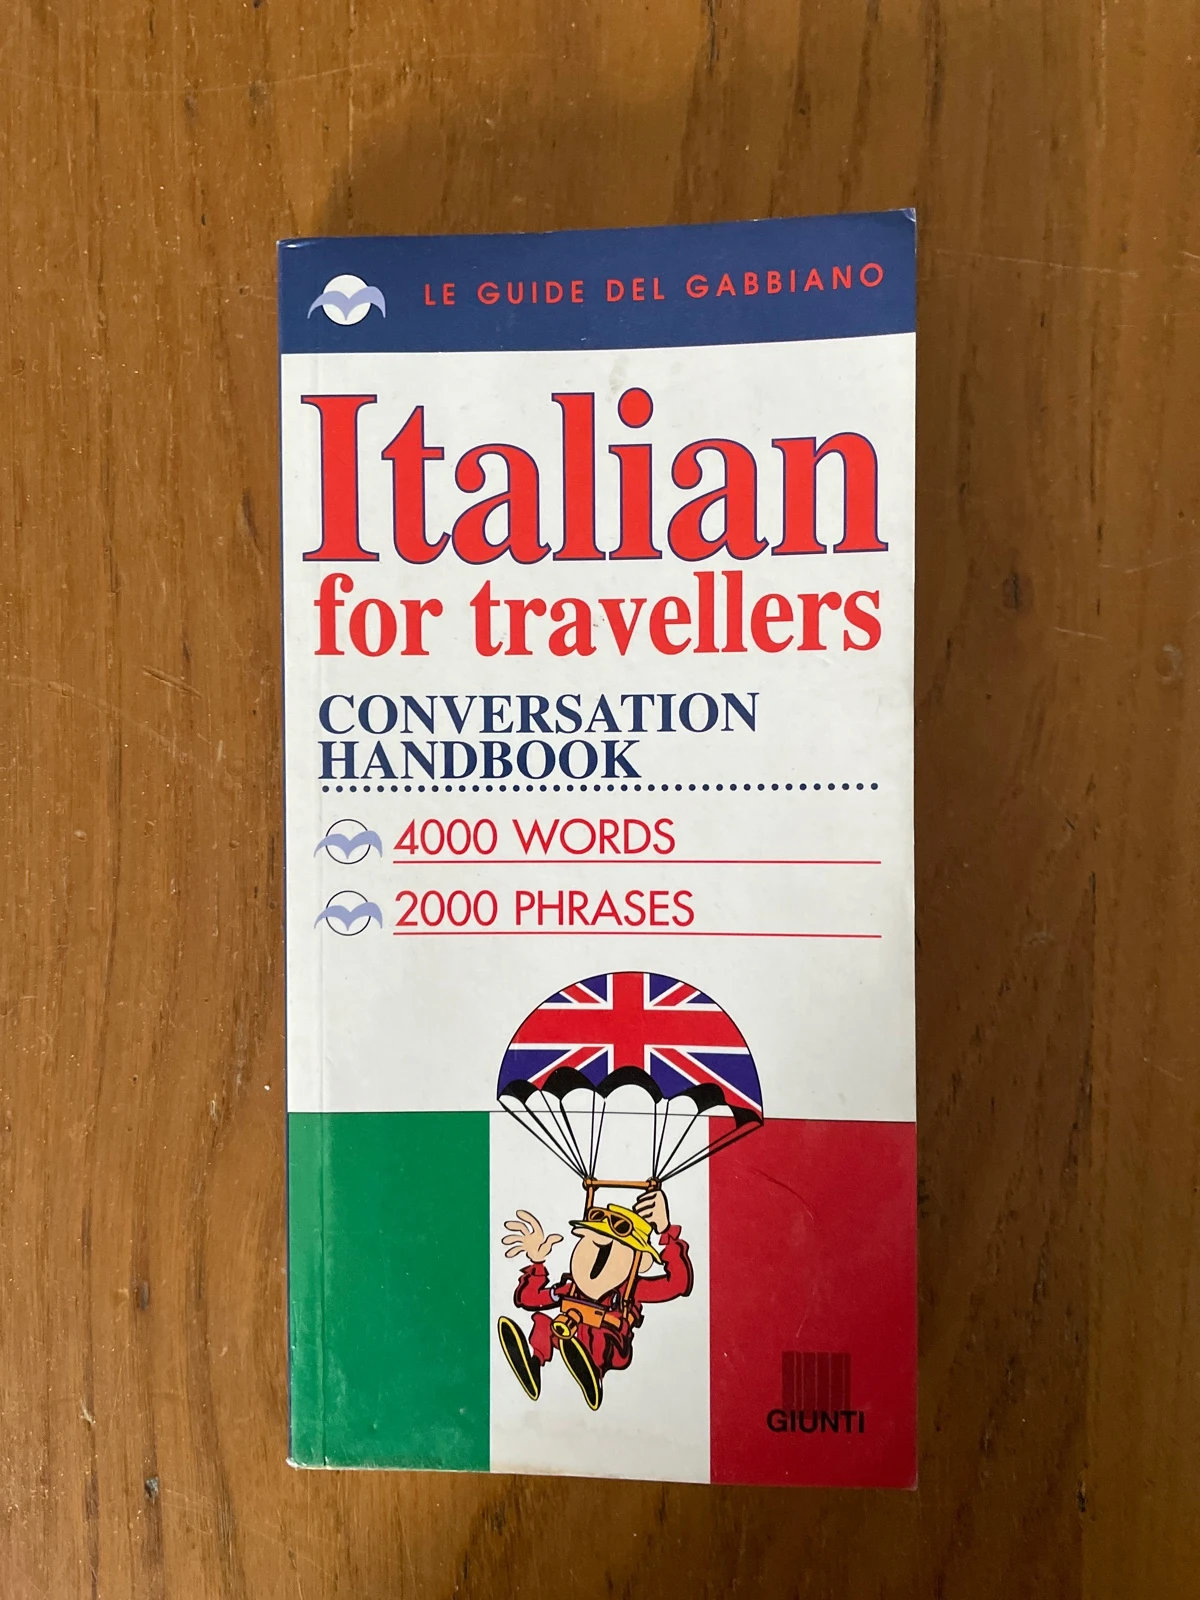 LE GUIDE DEL GABBIANO
Italian
for travellers
CONVERSATION
HANDBOOK
4000 WORDS
2000 PHRASES
GIUNTI